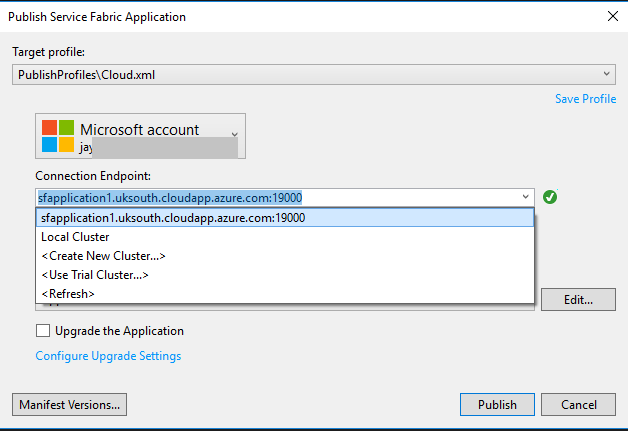 Publish Service Fabric Application
Target profile:
PublishProfiles\Cloud.xml
Save Profile
Microsoft account
jay
Connection Endpoint:
sfapplication1.uksouth.cloudapp.azure.com:19000
sfapplication1.uksouth.cloudapp.azure.com:19000
Local Cluster
<Create New Cluster...>
<Use Trial Cluster...>
<Refresh>
Edit...
Upgrade the Application
Configure Upgrade Settings
Manifest Versions...
Publish
Cancel